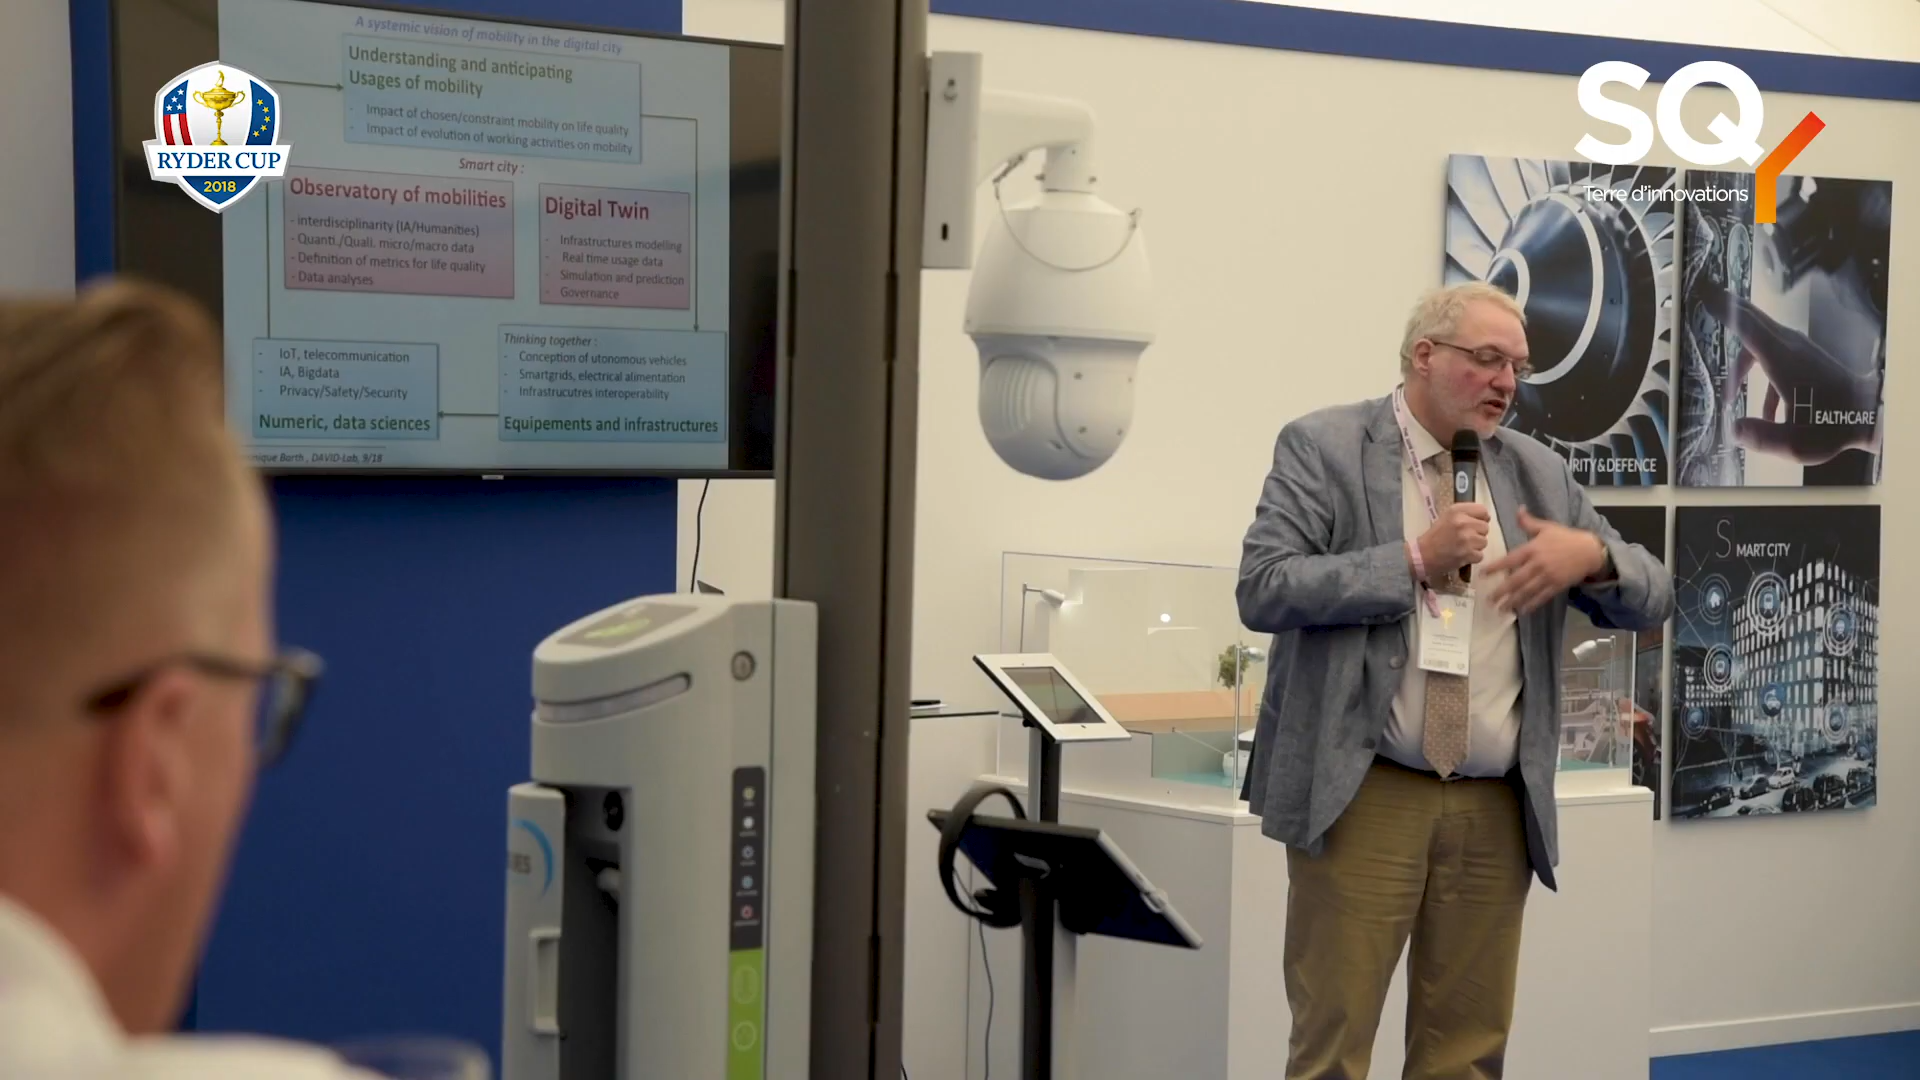 A systemic vision of mobility in the digital city
Understanding and anticipating
Usages of mobility
- Impact of chosen/constraint mobility on life quality
- Impact of evolution of working activities on mobility
Smart city :
Observatory of mobilities
- interdisciplinarity (IA/Humanities)
- Quanti./Quali. micro/macro data
- Definition of metrics for life quality
- Data analyses
Digital Twin
- Infrastructures modelling
- Real time usage data
- Simulation and prediction
- Governance
- IoT, telecommunication
- IA, Bigdata
- Privacy/Safety/Security
Numeric, data sciences
Thinking together :
- Conception of utonomous vehicles
- Smartgrids, electrical alimentation
- Infrastrucutres interoperability
Equipements and infrastructures
nique Barth , DAVID-Lab, 9/18
RYDER CUP
2018
SQY
Terre d'innovations
HEALTHCARE
RITY & DEFENCE
SMART CITY